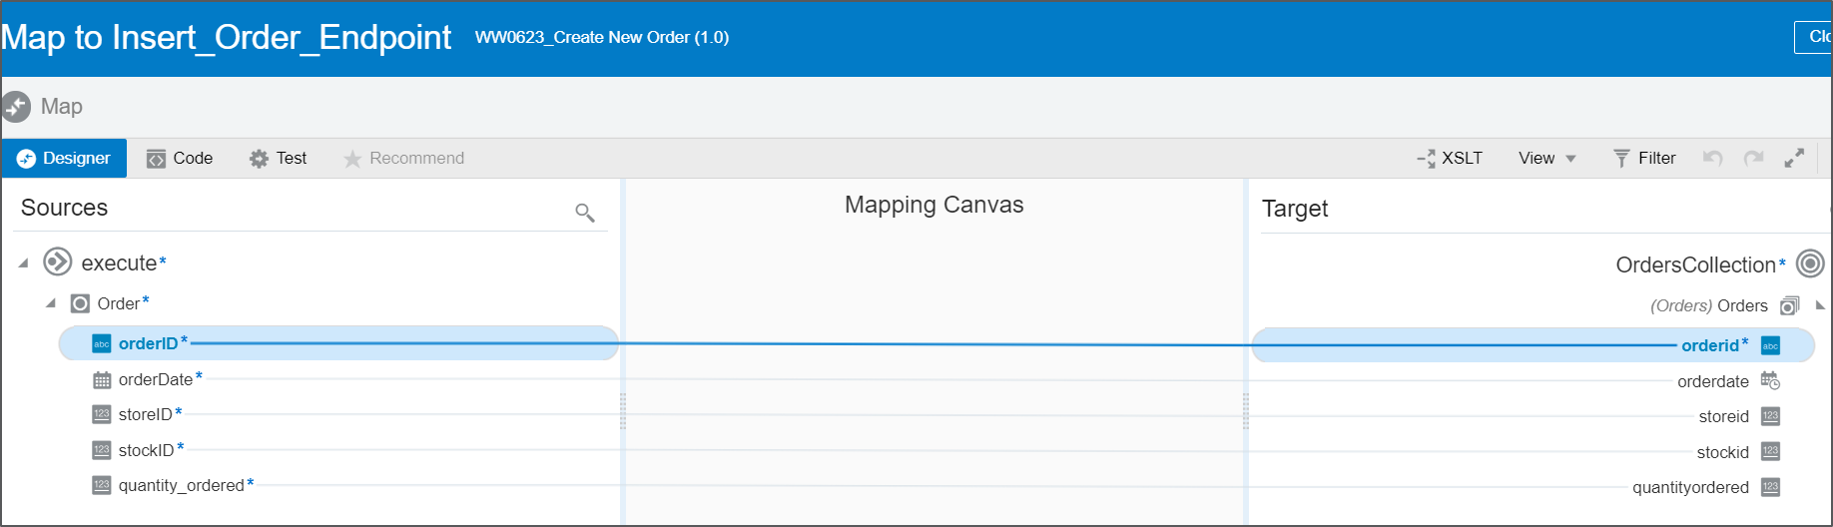 Map to Insert_Order_Endpoint WW0623_Create New Order (1.0) Clo
Map
Designer Code Test Recommend XSLT View Filter
Sources Mapping Canvas Target
execute* OrdersCollection*
Order* (Orders) Orders
abc orderID* orderid* abc
orderDate* orderdate
123 storeID* storeid 123
123 stockID* stockid 123
123 quantity_ordered* quantityordered 123